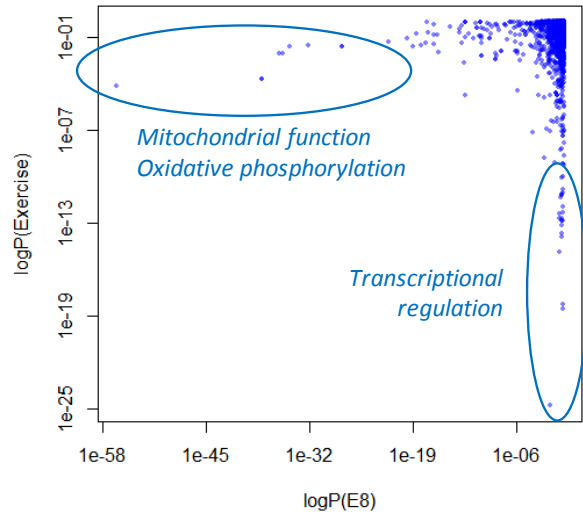 1e-01
1e-07
1e-13
1e-19
1e-25
logP(Exercise)
Mitochondrial function
Oxidative phosphorylation
Transcriptional
regulation
1e-58
1e-45
1e-32
1e-19
1e-06
logP(E8)